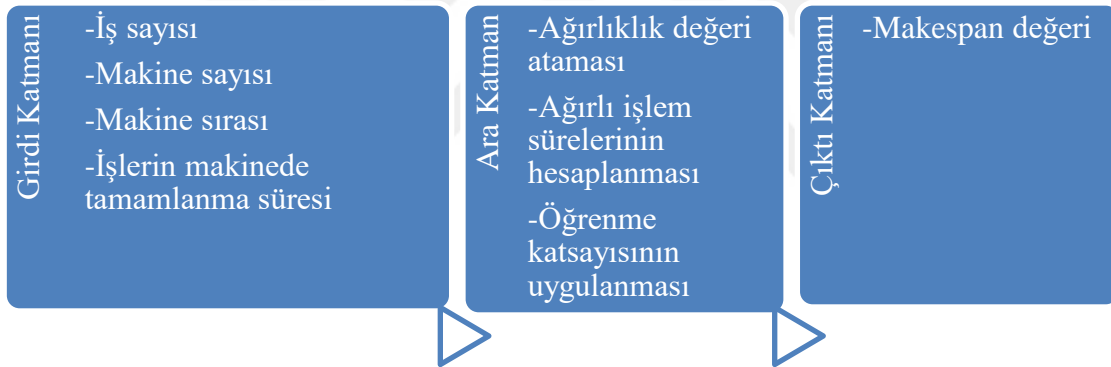 Girdi Katmanı
-İş sayısı
-Makine sayısı
-Makine sırası
-İşlerin makinede
tamamlanma süresi
Ara Katman
-Ağırlıklık değeri
ataması
-Ağırlı işlem
sürelerinin
hesaplanması
-Öğrenme
katsayısının
uygulanması
Çıktı Katmanı
-Makespan değeri